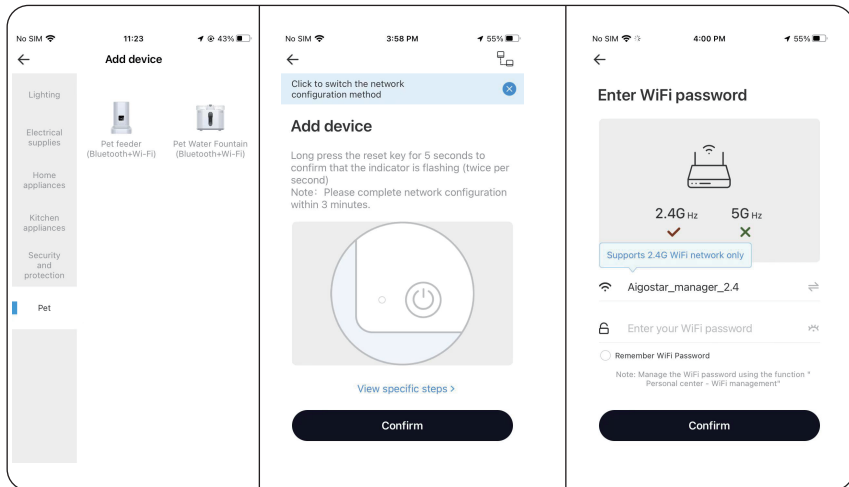 No SIM 11:23 43%
Add device
Lighting
Electrical
supplies
Home
appliances
Kitchen
appliances
Security
and
protection
Pet
Pet feeder
(Bluetooth+Wi-Fi)
Pet Water Fountain
(Bluetooth+Wi-Fi)
No SIM 3:58 PM 55%
Click to switch the network
configuration method
Add device
Long press the reset key for 5 seconds to
confirm that the indicator is flashing (twice per
second)
Note: Please complete network configuration
within 3 minutes.
View specific steps >
Confirm
No SIM 4:00 PM 55%
Enter WiFi password
2.4G Hz 5G Hz
Supports 2.4G WiFi network only
Aigostar_manager_2.4
Enter your WiFi password
Remember WiFi Password
Note: Manage the WiFi password using the function "
Personal center - WiFi management"
Confirm